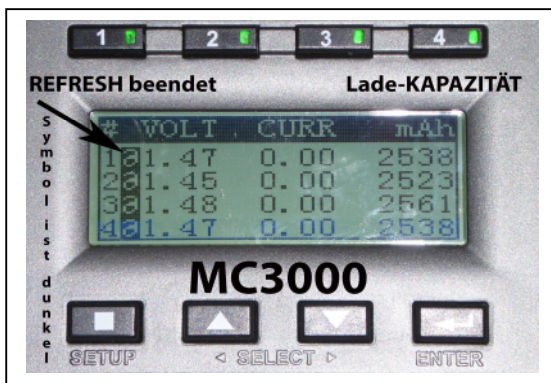 1 2 3 4
REFRESH beendet
Lade-KAPAZITÄT
Symbol ist dunkel
# VOLT CURR mAh
1 1.47 0.00 2538
2 1.45 0.00 2523
3 1.48 0.00 2561
4 1.47 0.00 2538
MC3000
SETUP
◁ SELECT ▷
ENTER